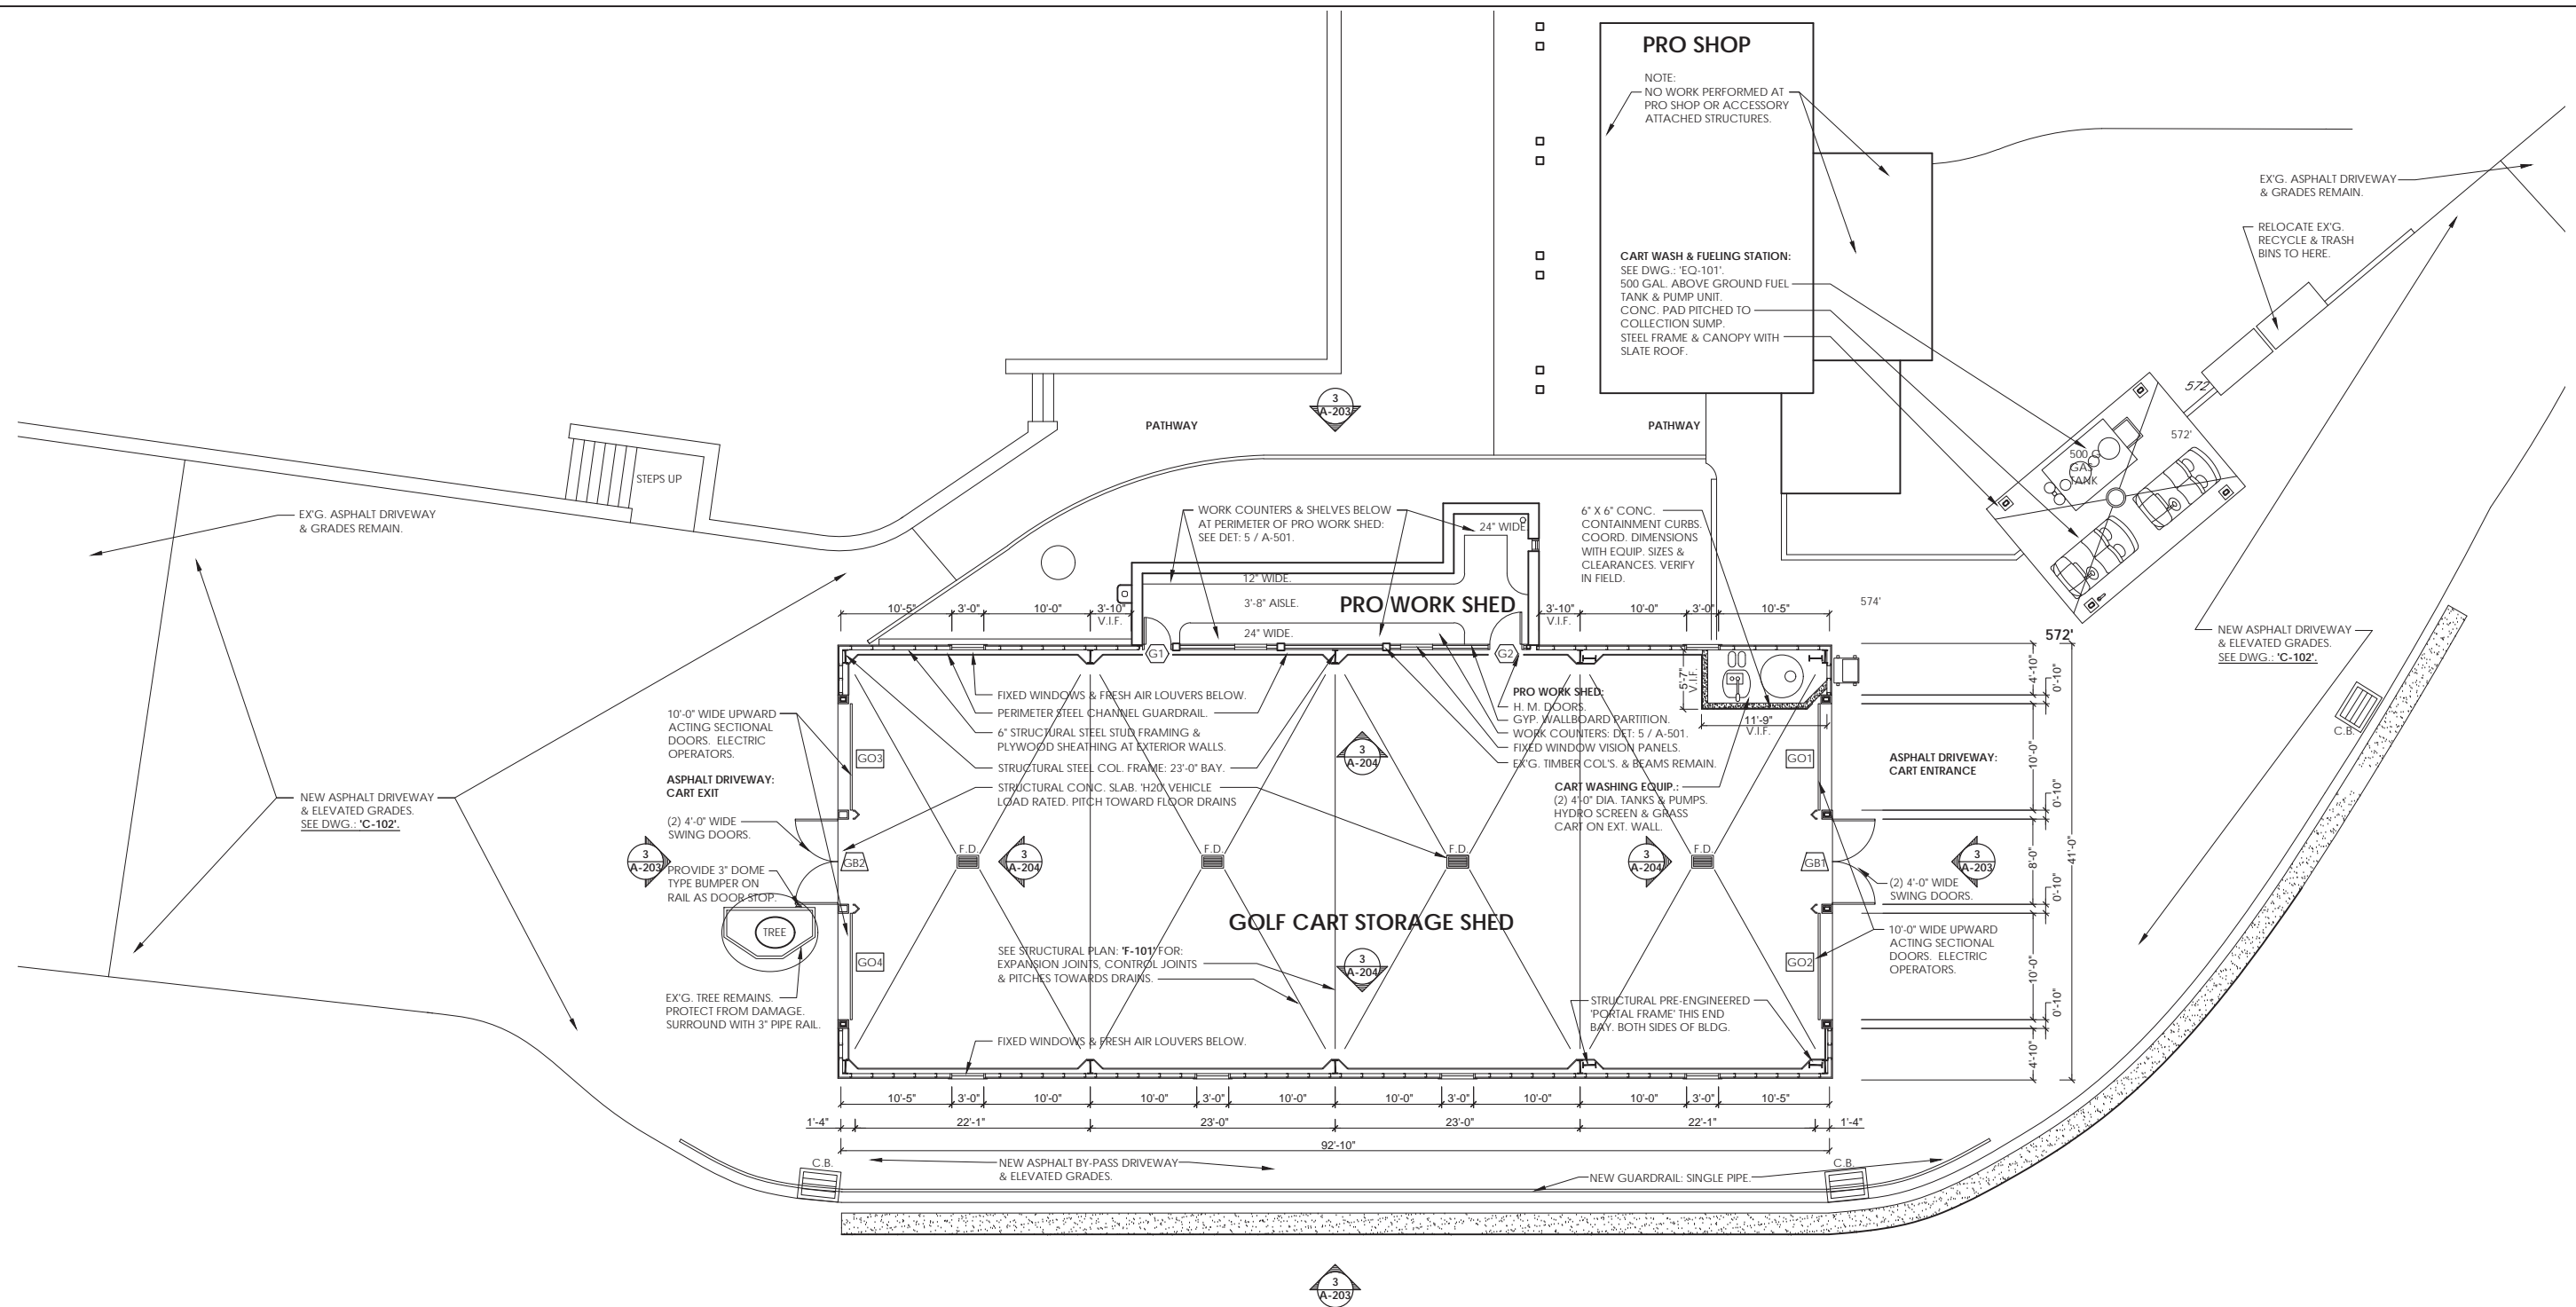 PRO SHOP
NOTE:
NO WORK PERFORMED AT
PRO SHOP OR ACCESSORY
ATTACHED STRUCTURES.
EX'G. ASPHALT DRIVEWAY
& GRADES REMAIN.
RELOCATE EX'G.
RECYCLE & TRASH
BINS TO HERE.
CART WASH & FUELING STATION:
SEE DWG.: 'EQ-101'.
500 GAL. ABOVE GROUND FUEL
TANK & PUMP UNIT.
CONC. PAD PITCHED TO
COLLECTION SUMP.
STEEL FRAME & CANOPY WITH
SLATE ROOF.
572'
572'
500 G
GAS
TANK
3
A-203
PATHWAY
PATHWAY
STEPS UP
EX'G. ASPHALT DRIVEWAY
& GRADES REMAIN.
WORK COUNTERS & SHELVES BELOW
AT PERIMETER OF PRO WORK SHED:
SEE DET: 5 / A-501.
24" WIDE.
6" X 6" CONC.
CONTAINMENT CURBS.
COORD. DIMENSIONS
WITH EQUIP. SIZES &
CLEARANCES. VERIFY
IN FIELD.
12" WIDE.
3'-8" AISLE.
PRO WORK SHED
24" WIDE.
574'
572'
10'-5"
3'-0"
10'-0"
3'-10"
V.I.F.
3'-10"
V.I.F.
10'-0"
3'-0"
10'-5"
NEW ASPHALT DRIVEWAY
& ELEVATED GRADES.
SEE DWG.: 'C-102'.
G1
G2
5'-7"
V.I.F.
11'-9"
V.I.F.
FIXED WINDOWS & FRESH AIR LOUVERS BELOW.
PERIMETER STEEL CHANNEL GUARDRAIL.
6" STRUCTURAL STEEL STUD FRAMING &
PLYWOOD SHEATHING AT EXTERIOR WALLS.
STRUCTURAL STEEL COL. FRAME: 23'-0" BAY.
STRUCTURAL CONC. SLAB. 'H20' VEHICLE
LOAD RATED. PITCH TOWARD FLOOR DRAINS
PRO WORK SHED:
H. M. DOORS.
GYP. WALLBOARD PARTITION.
WORK COUNTERS: DET: 5 / A-501.
FIXED WINDOW VISION PANELS.
EX'G. TIMBER COL'S. & BEAMS REMAIN.
3
A-204
CART WASHING EQUIP.:
(2) 4'-0" DIA. TANKS & PUMPS.
HYDRO SCREEN & GRASS
CART ON EXT. WALL.
10'-0" WIDE UPWARD
ACTING SECTIONAL
DOORS. ELECTRIC
OPERATORS.
ASPHALT DRIVEWAY:
CART EXIT
(2) 4'-0" WIDE
SWING DOORS.
PROVIDE 3" DOME
TYPE BUMPER ON
RAIL AS DOOR STOP.
NEW ASPHALT DRIVEWAY
& ELEVATED GRADES.
SEE DWG.: 'C-102'.
GO3
GO1
ASPHALT DRIVEWAY:
CART ENTRANCE
C.B.
3
A-203
GB2
F.D.
3
A-204
F.D.
F.D.
3
A-204
F.D.
GB1
3
A-203
(2) 4'-0" WIDE
SWING DOORS.
TREE
GOLF CART STORAGE SHED
10'-0" WIDE UPWARD
ACTING SECTIONAL
DOORS. ELECTRIC
OPERATORS.
GO4
GO2
SEE STRUCTURAL PLAN: 'F-101' FOR:
EXPANSION JOINTS, CONTROL JOINTS
& PITCHES TOWARDS DRAINS.
3
A-204
EX'G. TREE REMAINS.
PROTECT FROM DAMAGE.
SURROUND WITH 3" PIPE RAIL.
STRUCTURAL PRE-ENGINEERED
'PORTAL FRAME' THIS END
BAY. BOTH SIDES OF BLDG.
FIXED WINDOWS & FRESH AIR LOUVERS BELOW.
4'-10"
0'-10"
10'-0"
0'-10"
8'-0"
0'-10"
10'-0"
0'-10"
4'-10"
41'-0"
10'-5"
3'-0"
10'-0"
10'-0"
3'-0"
10'-0"
10'-0"
3'-0"
10'-0"
10'-0"
3'-0"
10'-5"
1'-4"
22'-1"
23'-0"
23'-0"
22'-1"
1'-4"
92'-10"
C.B.
NEW ASPHALT BY-PASS DRIVEWAY
& ELEVATED GRADES.
NEW GUARDRAIL: SINGLE PIPE.
C.B.
3
A-203